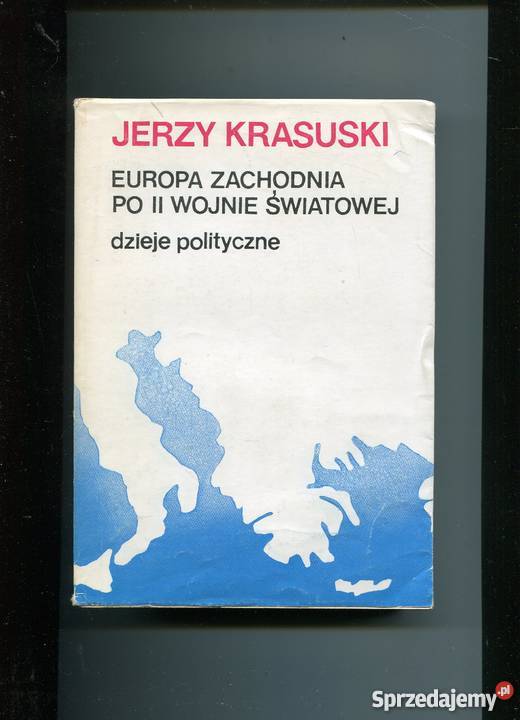 JERZY KRASUSKI
EUROPA ZACHODNIA
PO II WOJNIE ŚWIATOWEJ
dzieje polityczne
Sprzedajemy.pl